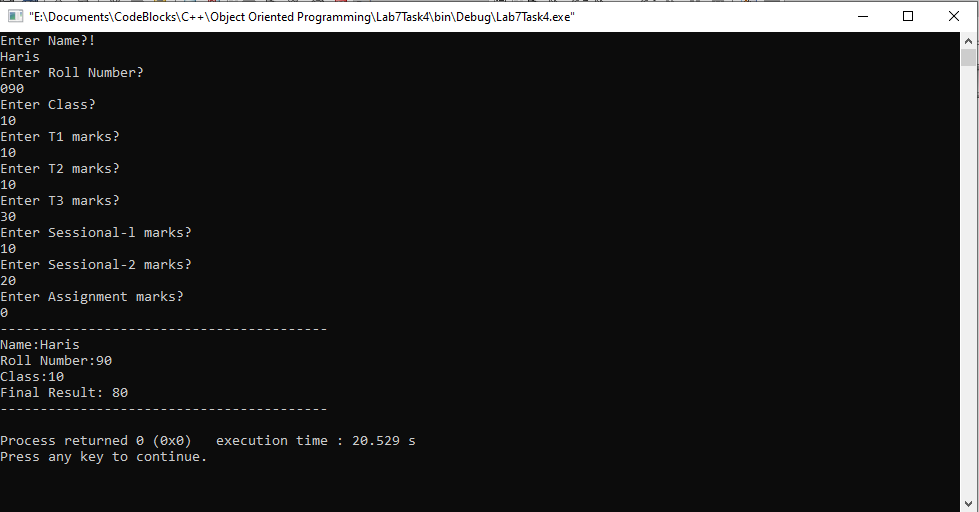 "E:\Documents\CodeBlocks\C++\Object Oriented Programming\Lab7Task4\bin\Debug\Lab7Task4.exe"
Enter Name?!
Haris
Enter Roll Number?
090
Enter Class?
10
Enter T1 marks?
10
Enter T2 marks?
10
Enter T3 marks?
30
Enter Sessional-l marks?
10
Enter Sessional-2 marks?
20
Enter Assignment marks?
0
-----------------------------------------
Name:Haris
Roll Number:90
Class:10
Final Result: 80
-----------------------------------------
Process returned 0 (0x0)   execution time : 20.529 s
Press any key to continue.